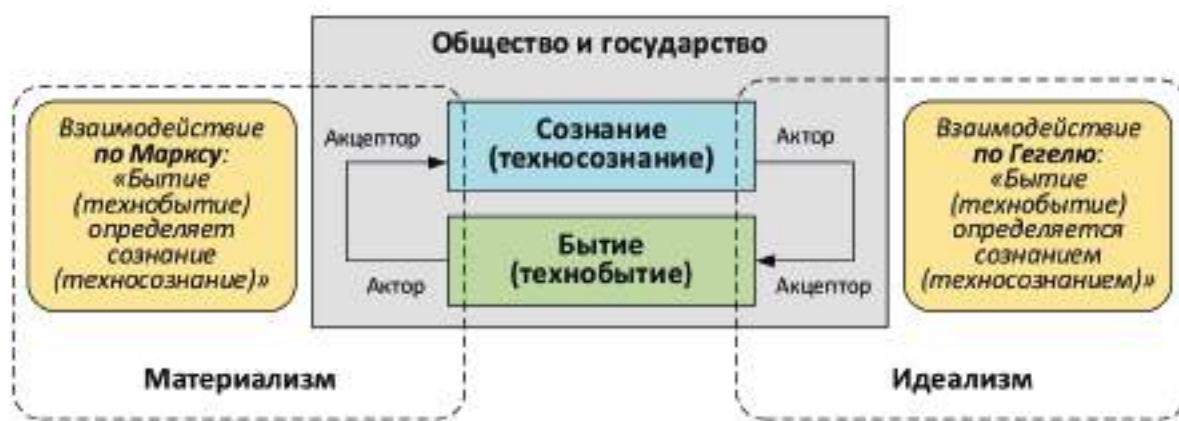 Общество и государство
Взаимодействие
по Марксу:
«Бытие
(технобытие)
определяет
сознание
(техносознание)»
Акцептор
Сознание
(техносознание)
Актор
Бытие
(технобытие)
Актор
Акцептор
Взаимодействие
по Гегелю:
«Бытие
(технобытие)
определяется
сознанием
(техносознанием)»
Материализм
Идеализм